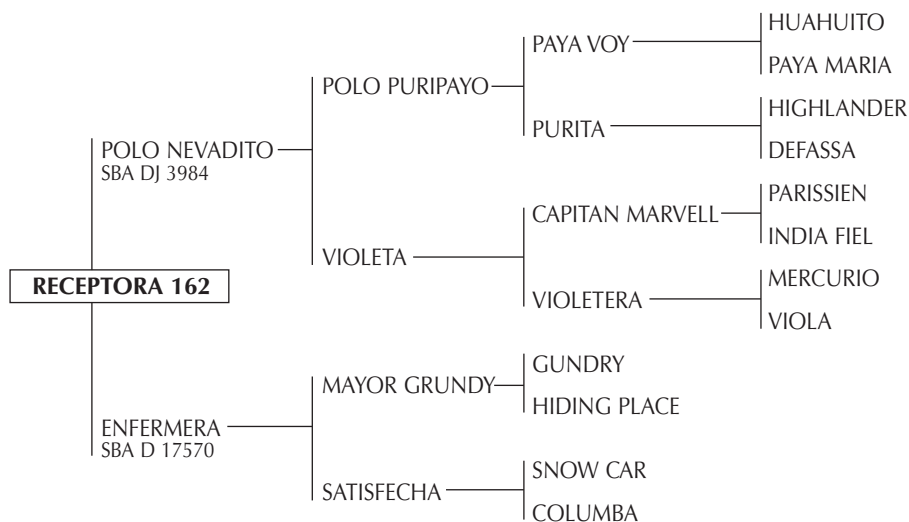 HUAHUITO
PAYA VOY
PAYA MARIA
POLO PURIPAYO
HIGHLANDER
PURITA
DEFASSA
POLO NEVADITO
SBA DJ 3984
PARISSIEN
CAPITAN MARVELL
INDIA FIEL
VIOLETA
MERCURIO
VIOLETERA
VIOLA
RECEPTORA 162
GUNDRY
MAYOR GRUNDY
HIDING PLACE
ENFERMERA
SBA D 17570
SNOW CAR
SATISFECHA
COLUMBA